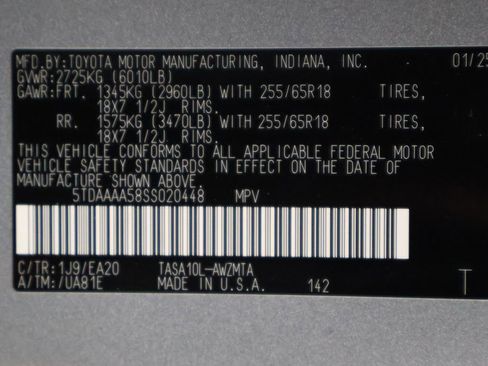 MFD.BY:TOYOTA MOTOR MANUFACTURING, INDIANA, INC. 01/25
GVWR:2725KG (6010LB)
GAWR:FRT. 1345KG (2960LB) WITH 255/65R18 TIRES,
18X7 1/2J RIMS.
RR. 1575KG (3470LB) WITH 255/65R18 TIRES,
18X7 1/2J RIMS.
THIS VEHICLE CONFORMS TO ALL APPLICABLE FEDERAL MOTOR
VEHICLE SAFETY STANDARDS IN EFFECT ON THE DATE OF
MANUFACTURE SHOWN ABOVE.
5TDAAAA58SS020448 MPV
C/TR:1J9/EA20 TASA10L-AWZMTA
A/TM:/UA81E MADE IN U.S.A. 142 T